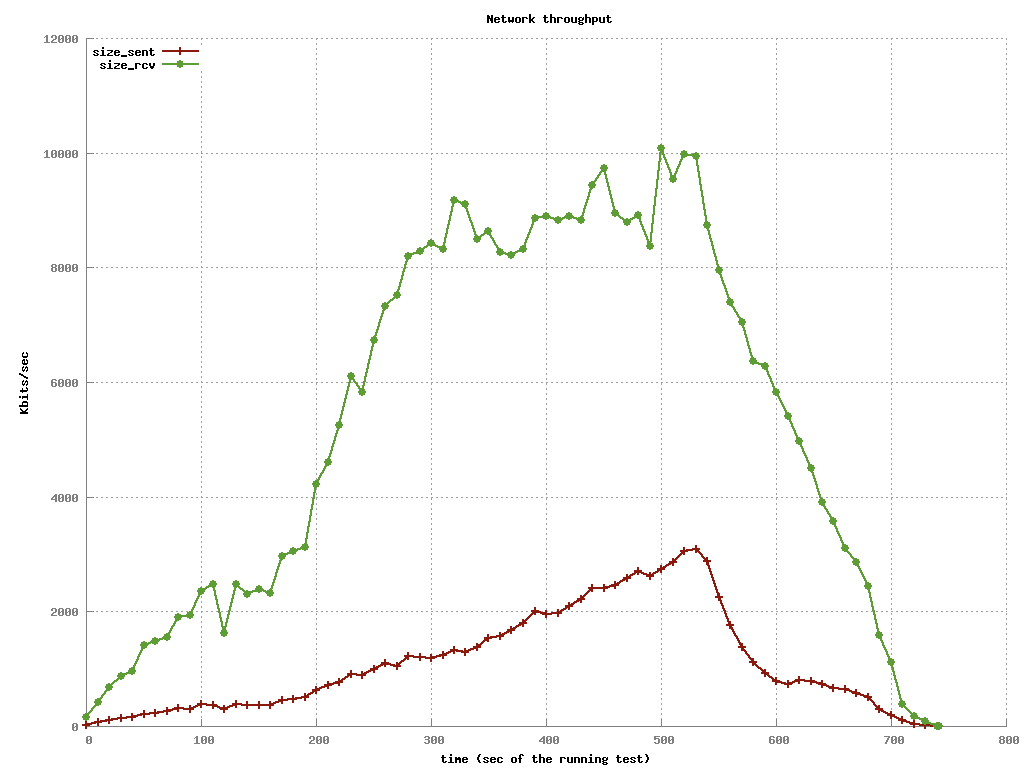 Network throughput
12000
size_sent
size_rcv
10000
8000
6000
Kbits/sec
4000
2000
0
0 100 200 300 400 500 600 700 800
time (sec of the running test)